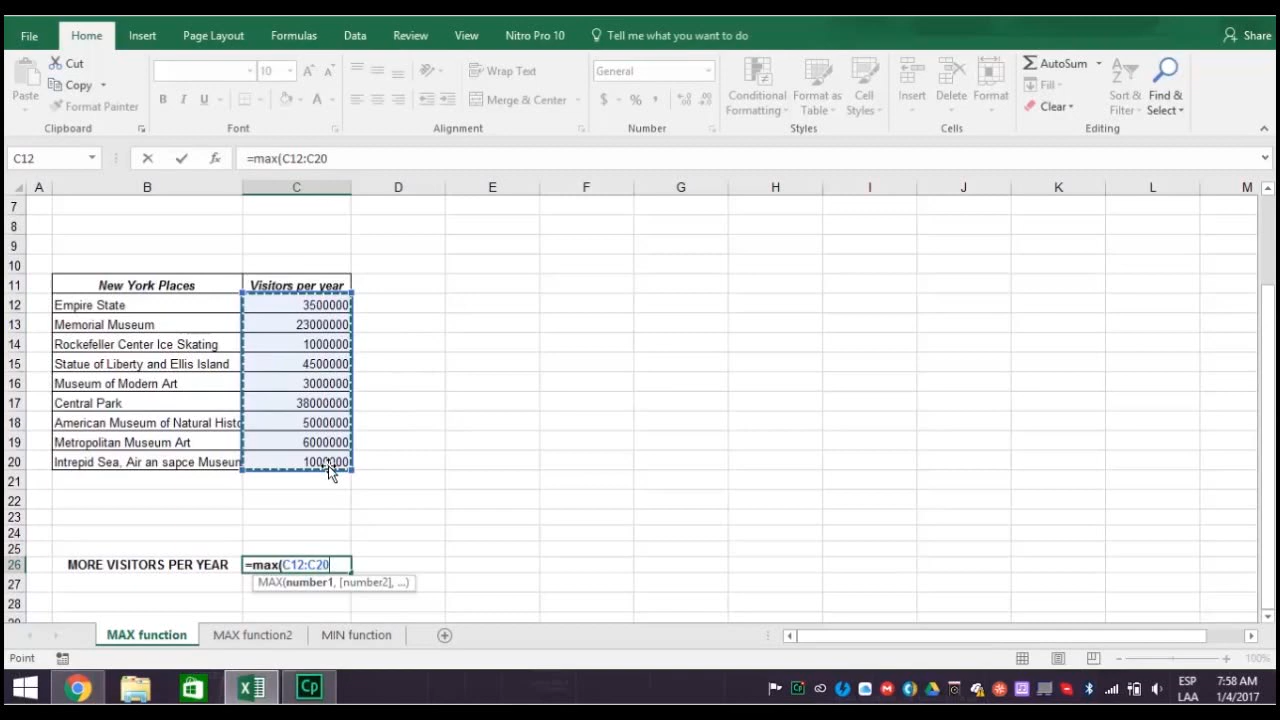 File Home Insert Page Layout Formulas Data Review View Nitro Pro 10 Tell me what you want to do Share
Cut
Copy
Format Painter
Paste
Clipboard
10 A A
B I U A
Font
Wrap Text
Merge & Center
Alignment
General
$ % ,
Number
Conditional Formatting
Format as Table
Cell Styles
Styles
Insert Delete Format
Cells
AutoSum
Fill
Clear
Sort & Filter
Find & Select
Editing
C12 fx =max(C12:C20
A B C D E F G H I J K L M
7
8
9
10
11 New York Places Visitors per year
12 Empire State 3500000
13 Memorial Museum 23000000
14 Rockefeller Center Ice Skating 1000000
15 Statue of Liberty and Ellis Island 4500000
16 Museum of Modern Art 3000000
17 Central Park 38000000
18 American Museum of Natural Histo 5000000
19 Metropolitan Museum Art 6000000
20 Intrepid Sea, Air an sapce Museum 1000000
21
22
23
24
25
26 MORE VISITORS PER YEAR =max(C12:C20
27 MAX(number1, [number2], ...)
28
29
MAX function MAX function2 MIN function
Point 100%
Cp ESP 7:58 AM
LAA 1/4/2017